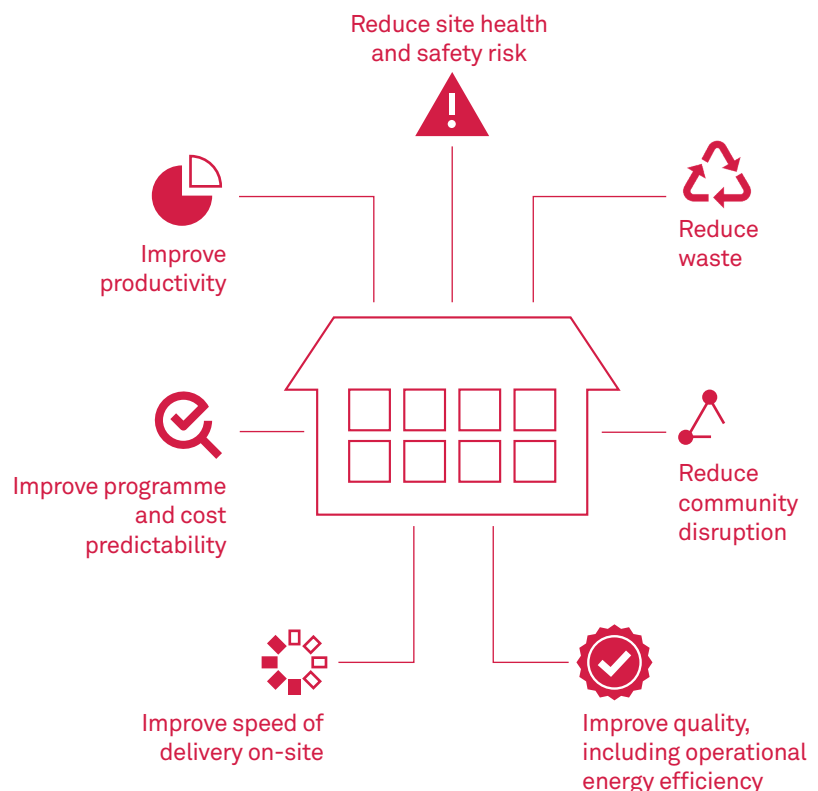 Reduce site health
and safety risk
Improve
productivity
Reduce
waste
Improve programme
and cost
predictability
Reduce
community
disruption
Improve speed of
delivery on-site
Improve quality,
including operational
energy efficiency